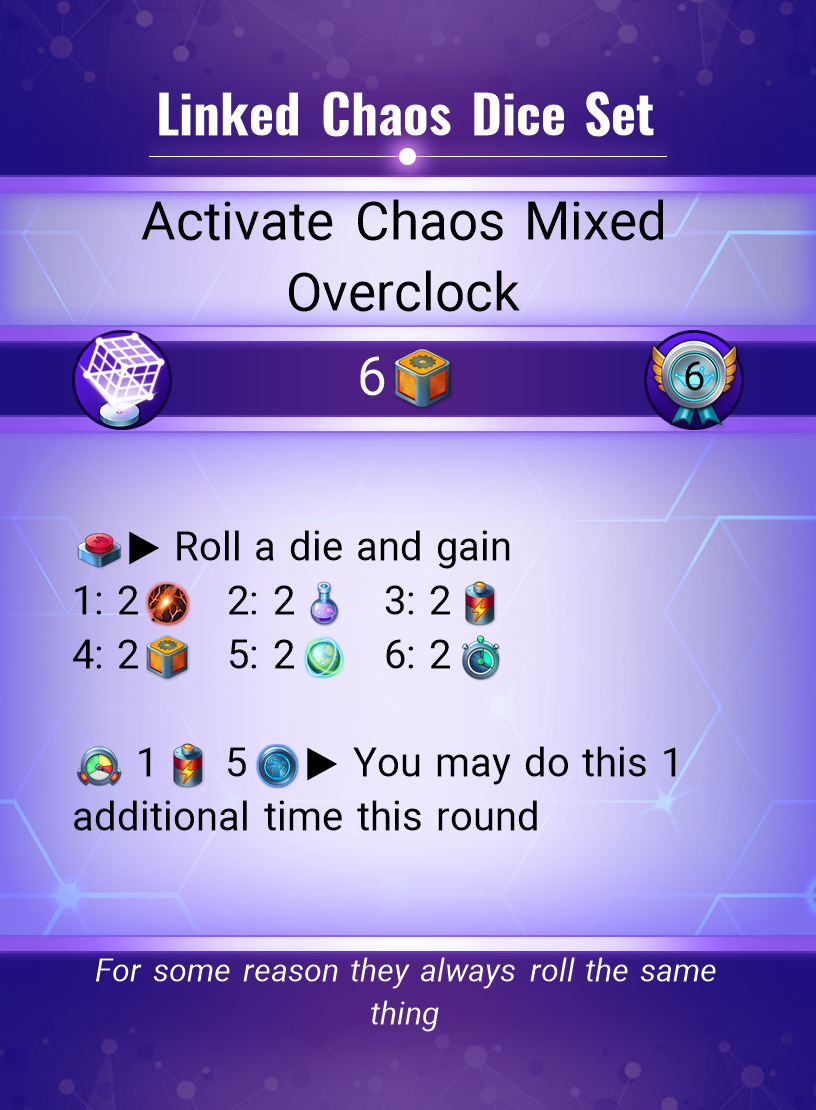 Linked Chaos Dice Set
Activate Chaos Mixed
Overclock
6
6
▶ Roll a die and gain
1: 2 2: 2 3: 2
4: 2 5: 2 6: 2
1 5 ▶ You may do this 1
additional time this round
For some reason they always roll the same
thing